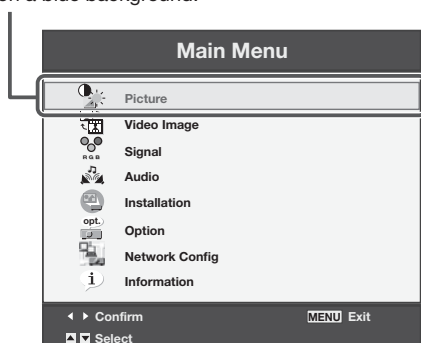 on a blue background.
Main Menu
Picture
Video Image
R G B
Signal
Audio
Installation
opt.
Option
Network Config
i
Information
◀ ▶ Confirm
MENU Exit
▲ ▼ Select